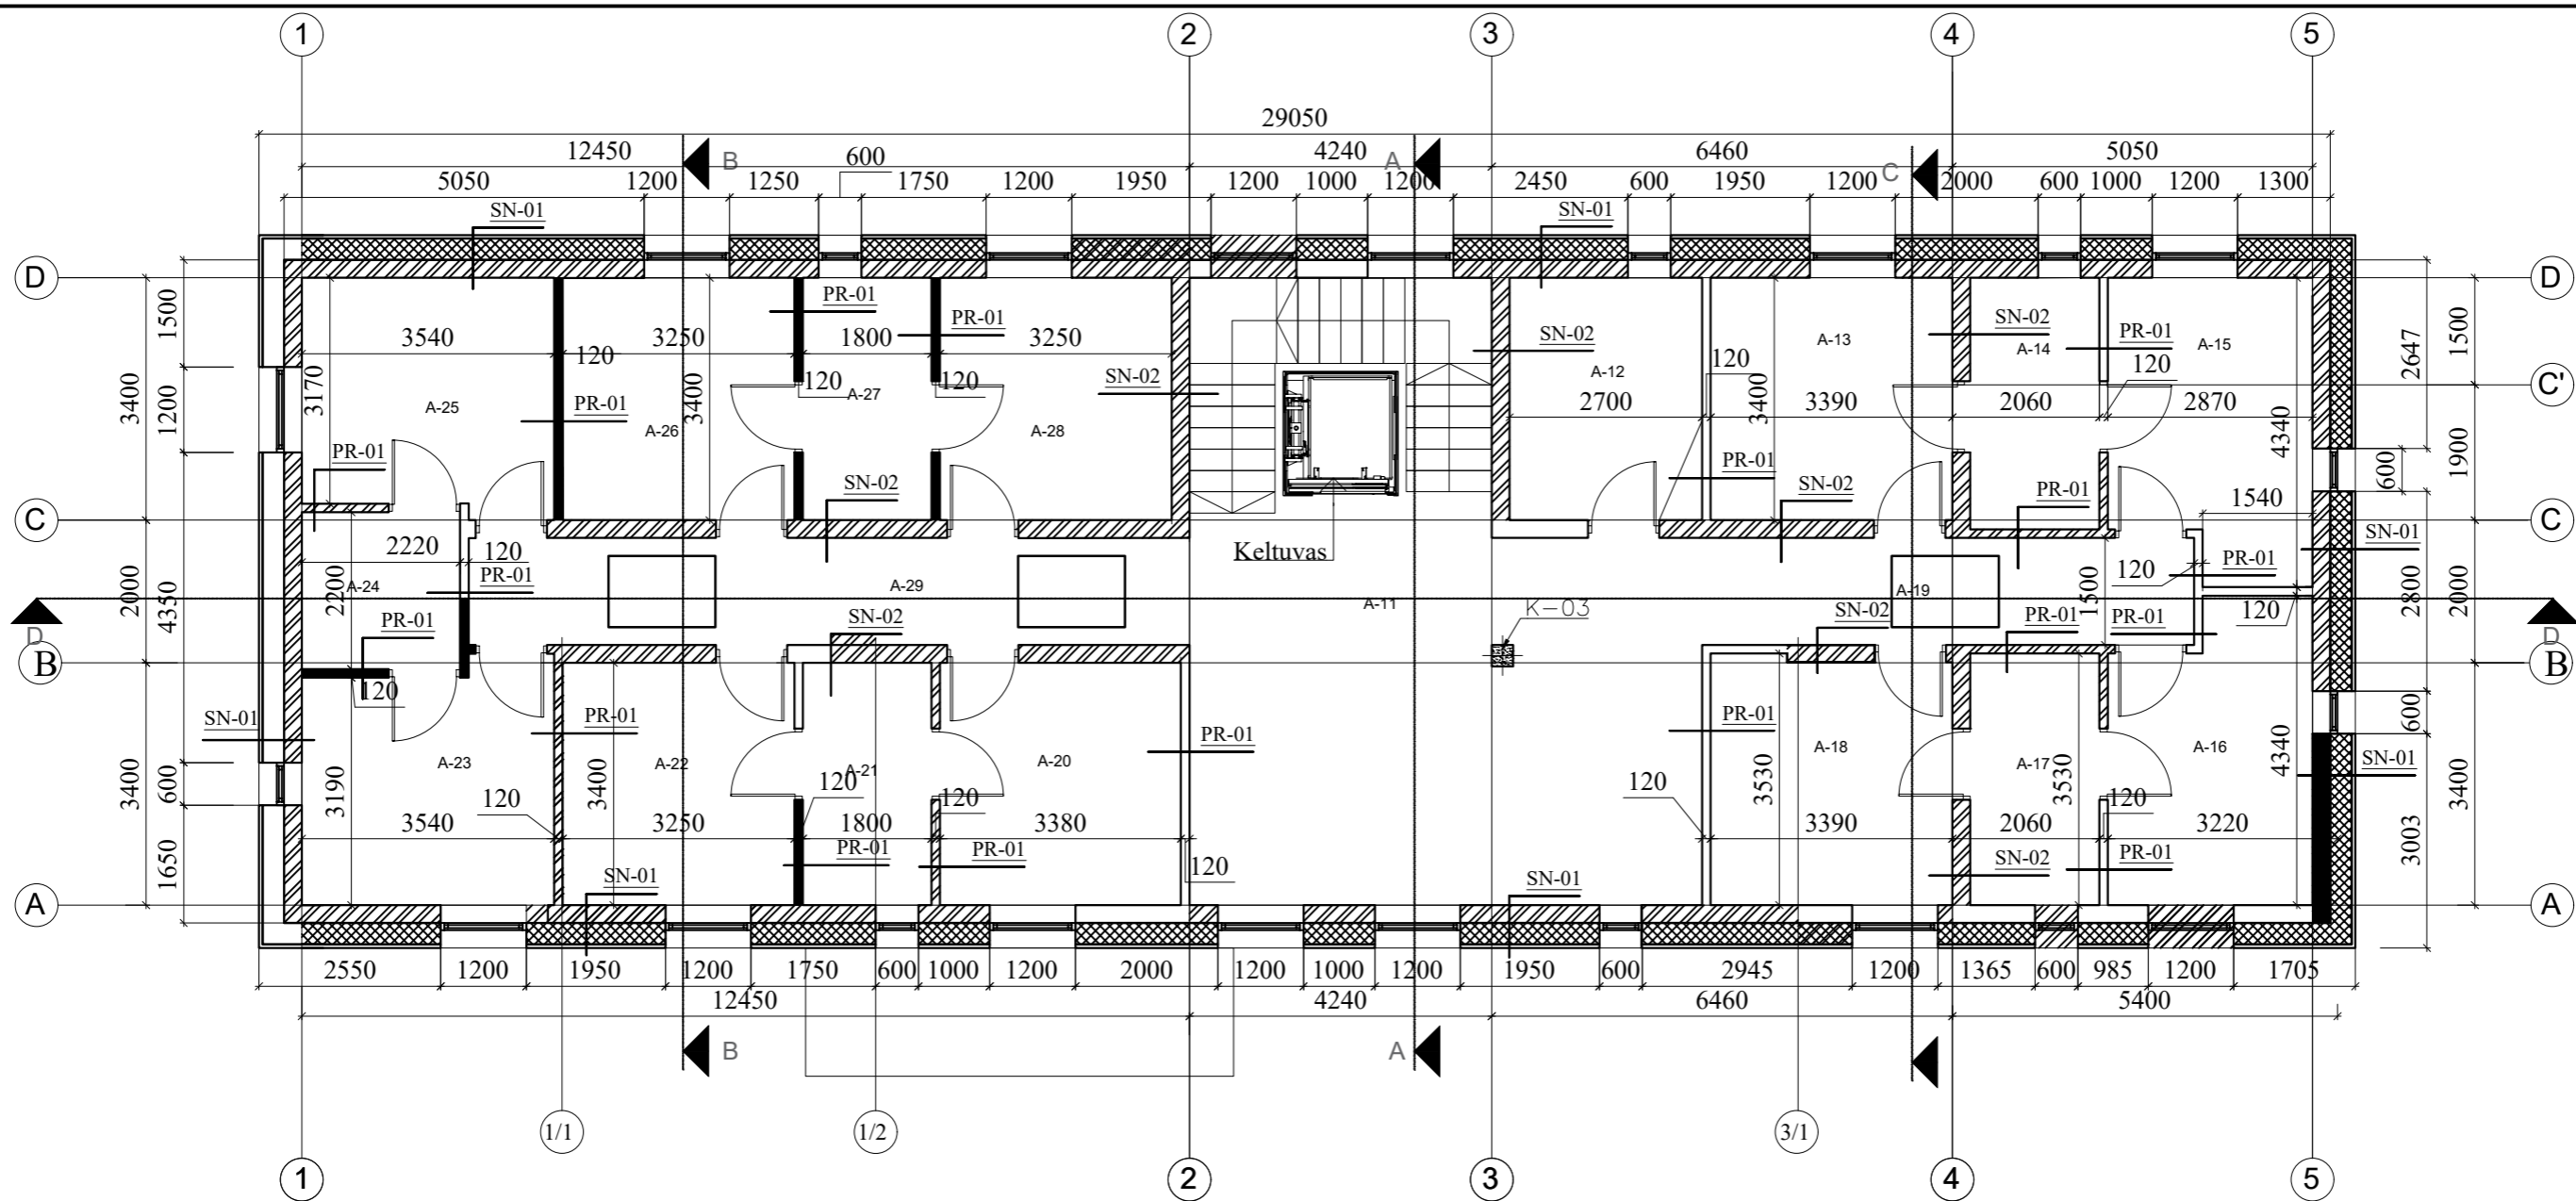 1 2 3 4 5
29050
12450 600 4240 6460 5050
B A C
5050 1200 1250 1750 1200 1950 1200 1000 1200 2450 600 1950 1200 2000 600 1000 1200 1300
SN-01 SN-01
D D
1500 3400 1200 2000 4350 3400 600 1650
2647 1500 C' 1900 600 2800 2000 600 3400 3003
PR-01 PR-01 SN-02 SN-02 PR-01
3540 3250 1800 3250
A-13 A-14 A-15
120 120 120 120 120
3170 3400 3400 4340
A-25 PR-01 A-26 A-27 A-28 SN-02 A-12
2700 3390 2060 2870
PR-01 SN-02 PR-01 SN-02 PR-01
C C
2220 120 Keltuvas 1540 SN-01
A-24 2200 PR-01 A-29 A-11 K-03 A-19 1500 120 PR-01
D D
PR-01 SN-02 SN-02 PR-01 PR-01 120
B B
120
SN-01 PR-01 PR-01 PR-01
A-23 A-22 A-21 A-20 A-18 A-17 A-16
3190 3400 3530 3530 4340 SN-01
120 120 120 120 120
3540 3250 1800 3380 3390 2060 3220
PR-01 PR-01 120 SN-02 PR-01
SN-01 SN-01
A A
2550 1200 1950 1200 1750 600 1000 1200 2000 1200 1000 1200 1950 600 2945 1200 1365 600 985 1200 1705
12450 4240 6460 5400
B A
1/1 1/2 3/1
1 2 3 4 5